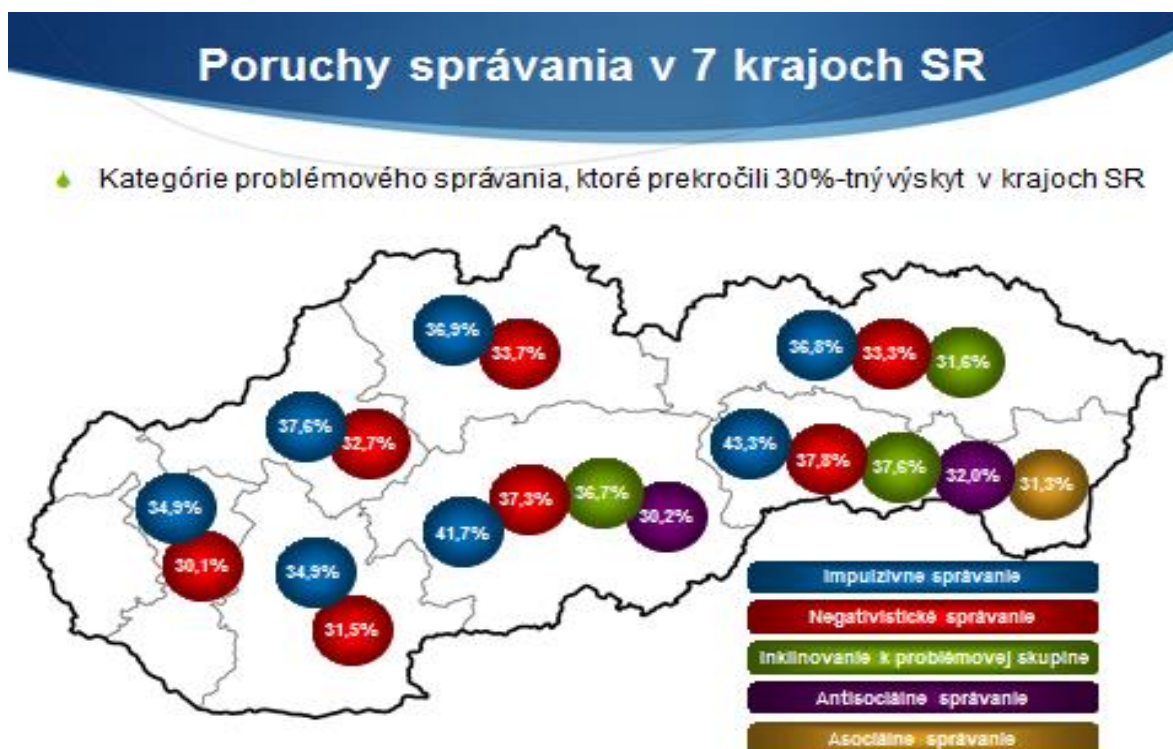 Poruchy správania v 7 krajoch SR
Kategórie problémového správania, ktoré prekročili 30%-tný výskyt v krajoch SR
36,9%
33,7%
36,8%
33,3%
31,6%
37,6%
32,7%
43,3%
37,8%
37,6%
32,0%
31,3%
34,9%
30,1%
41,7%
37,3%
36,7%
30,2%
34,9%
31,5%
Impulzívne správanie
Negativistické správanie
Inklinovanie k problémovej skupine
Antisociálne správanie
Asociálne správanie